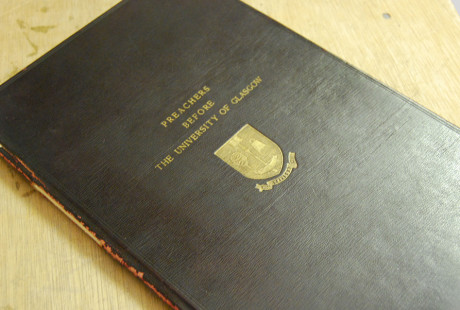 PREACHERS
BEFORE
THE UNIVERSITY OF GLASGOW